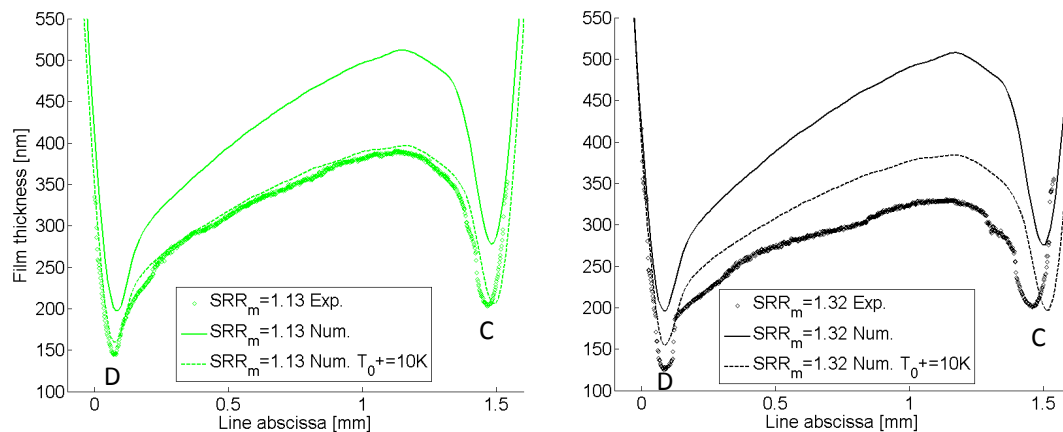 550
500
450
400
350
300
250
200
150
100
Film thickness [nm]
0
0.5
1
1.5
Line abscissa [mm]
D
C
SRRm=1.13 Exp.
SRRm=1.13 Num.
SRRm=1.13 Num. T0+=10K
550
500
450
400
350
300
250
200
150
100
0
0.5
1
1.5
Line abscissa [mm]
D
C
SRRm=1.32 Exp.
SRRm=1.32 Num.
SRRm=1.32 Num. T0+=10K